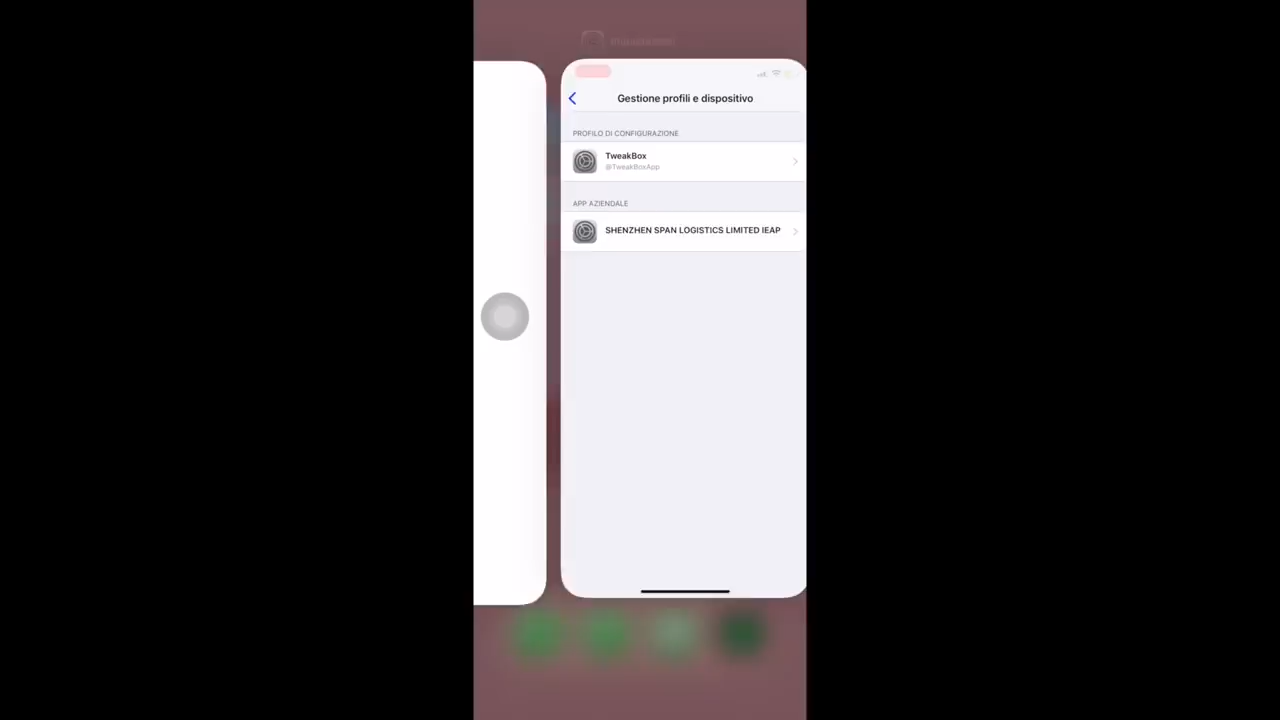 Gestione profili e dispositivo
PROFILO DI CONFIGURAZIONE
TweakBox
@TweakBoxApp
APP AZIENDALE
SHENZHEN SPAN LOGISTICS LIMITED IEAP